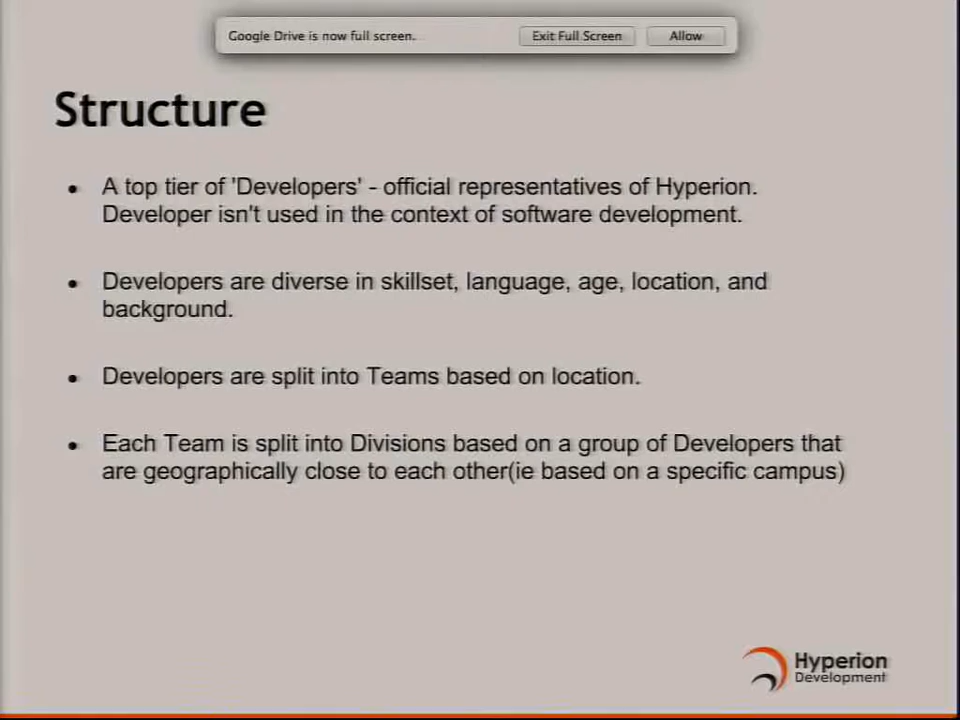 Google Drive is now full screen.
Exit Full Screen
Allow
Structure
• A top tier of 'Developers' - official representatives of Hyperion.
Developer isn't used in the context of software development.
• Developers are diverse in skillset, language, age, location, and
background.
• Developers are split into Teams based on location.
• Each Team is split into Divisions based on a group of Developers that
are geographically close to each other(ie based on a specific campus)
Hyperion
Development